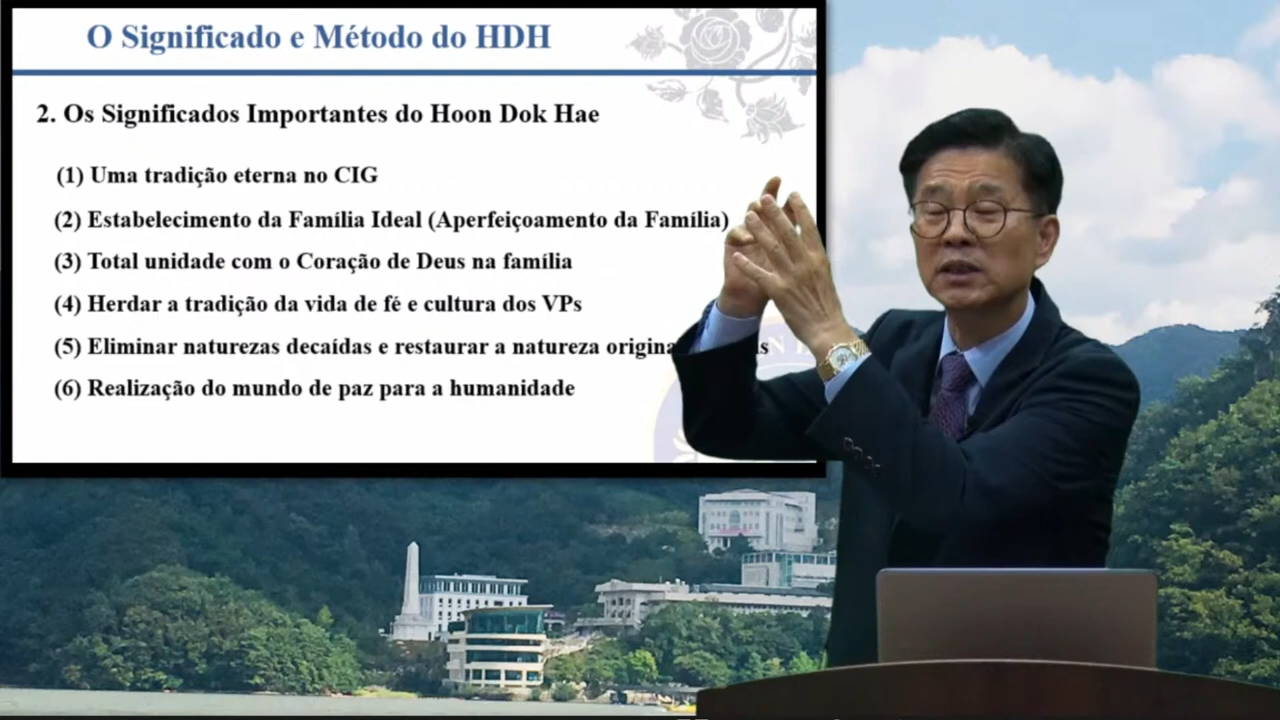 O Significado e Método do HDH
2. Os Significados Importantes do Hoon Dok Hae
(1) Uma tradição eterna no CIG
(2) Estabelecimento da Família Ideal (Aperfeiçoamento da Família)
(3) Total unidade com o Coração de Deus na família
(4) Herdar a tradição da vida de fé e cultura dos VPs
(5) Eliminar naturezas decaídas e restaurar a natureza
(6) Realização do mundo de paz para a humanidade